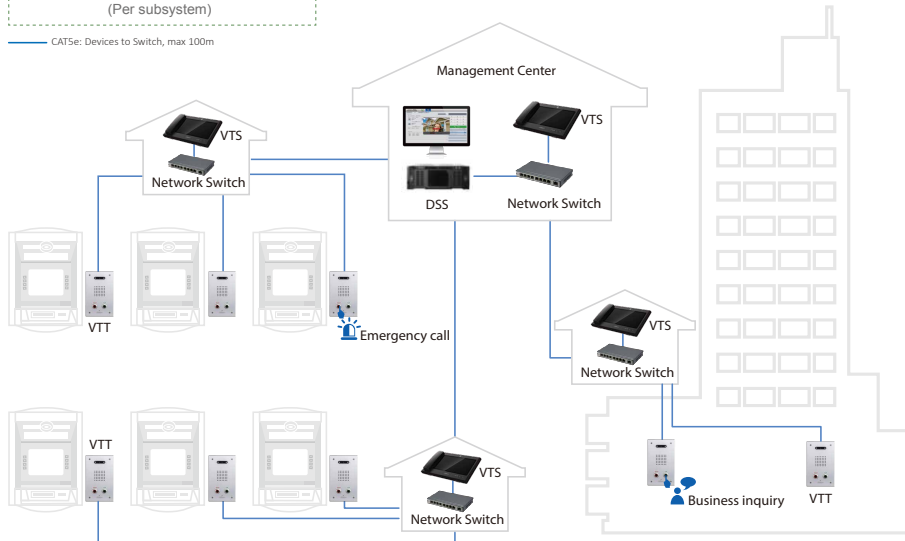 (Per subsystem)
CAT5e: Devices to Switch, max 100m
Management Center
VTS
VTS
Network Switch
DSS
Network Switch
VTT
Emergency call
VTS
Network Switch
VTT
VTS
Network Switch
Business inquiry
VTT